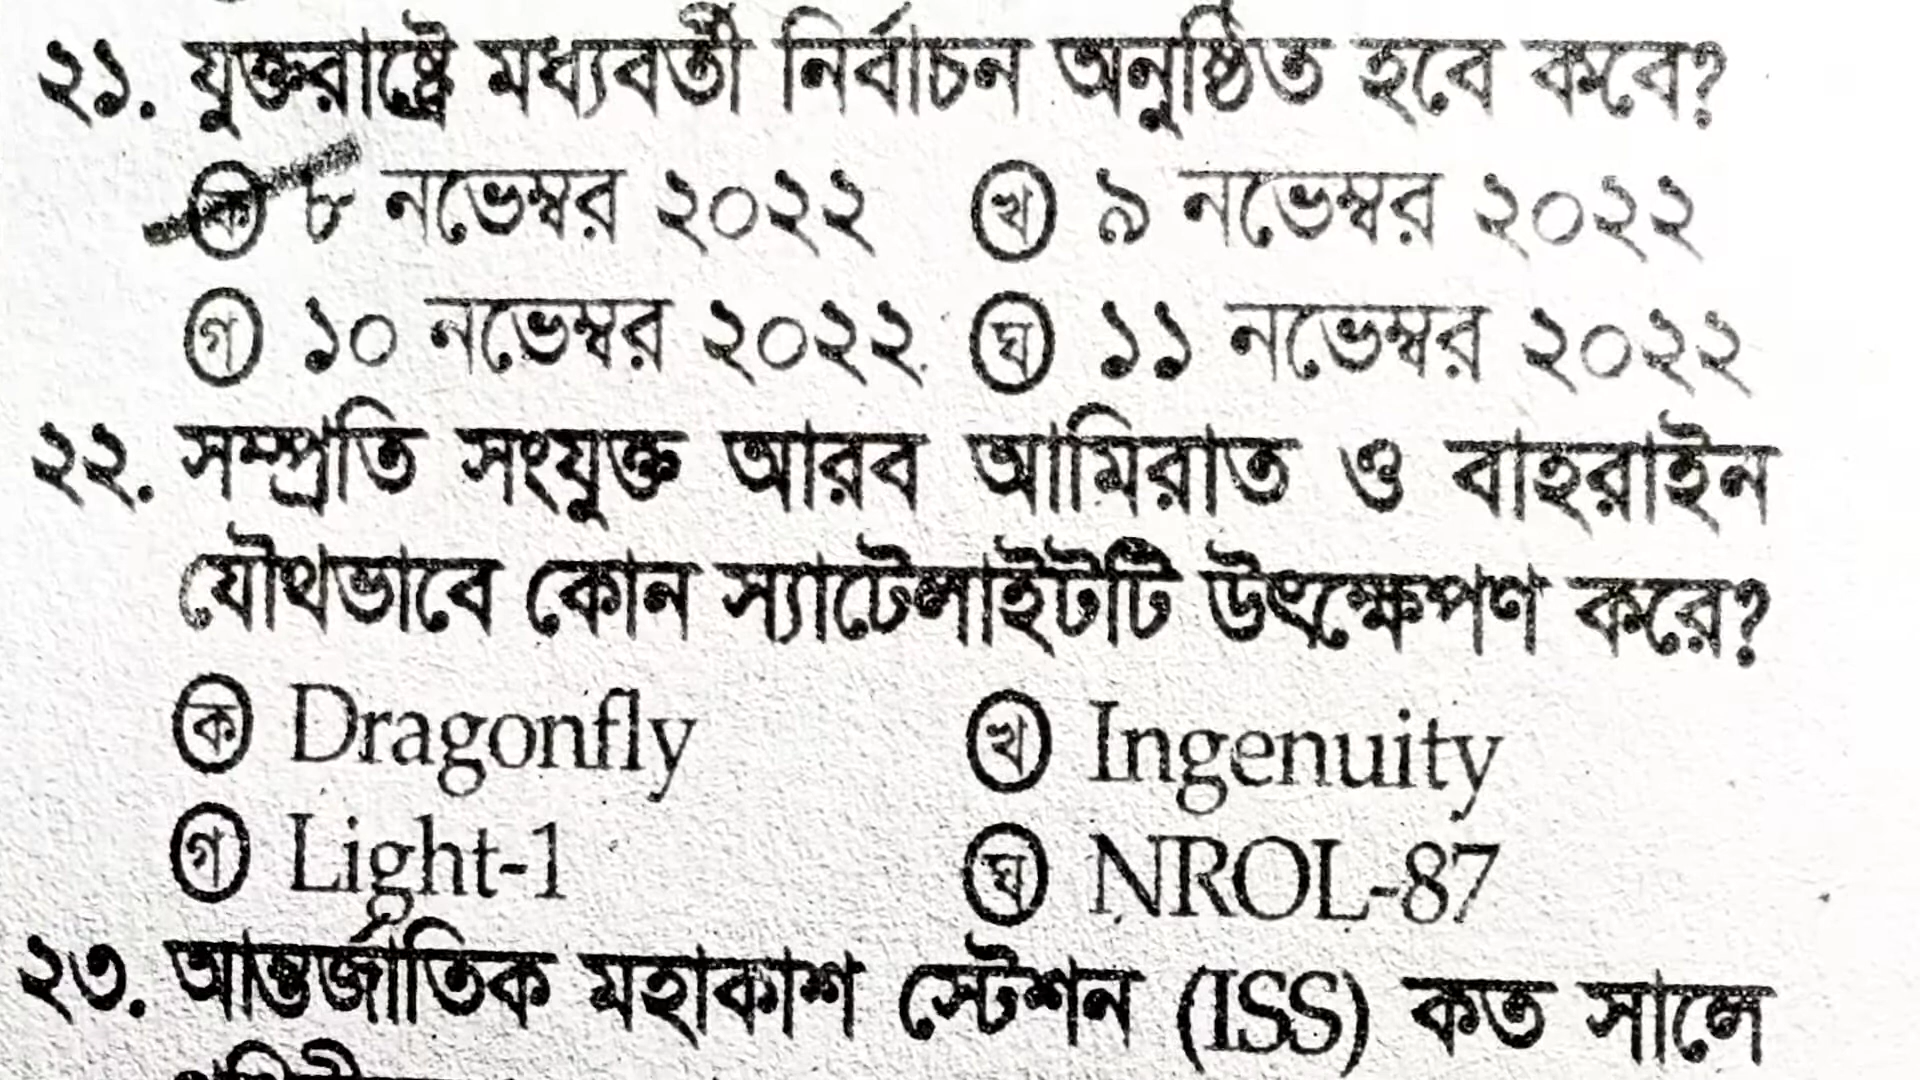 ২১. যুক্তরাষ্ট্রে মধ্যবর্তী নির্বাচন অনুষ্ঠিত হবে কবে?
ক ৮ নভেম্বর ২০২২ খ ৯ নভেম্বর ২০২২
গ ১০ নভেম্বর ২০২২ ঘ ১১ নভেম্বর ২০২২
২২. সম্প্রতি সংযুক্ত আরব আমিরাত ও বাহরাইন
যৌথভাবে কোন স্যাটেলাইটটি উৎক্ষেপণ করে?
ক Dragonfly খ Ingenuity
গ Light-1 ঘ NROL-87
২৩. আন্তর্জাতিক মহাকাশ স্টেশন (ISS) কত সালে